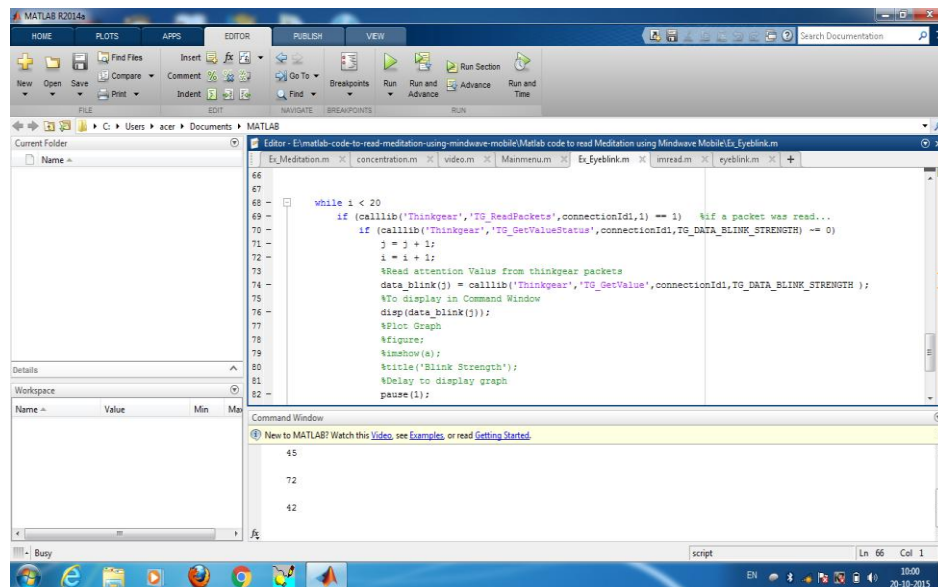 MATLAB R2014a
HOME PLOTS APPS EDITOR PUBLISH VIEW
Search Documentation
New Open Save
Find Files
Compare
Print
Insert fx
Comment %
Indent
Go To
Find
Breakpoints
Run
Run and Advance
Run Section
Advance
Run and Time
FILE EDIT NAVIGATE BREAKPOINTS RUN
C: Users acer Documents MATLAB
Current Folder
Name
Details
Workspace
Name Value Min Max
Editor - E:\matlab-code-to-read-meditation-using-mindwave-mobile\Matlab code to read Meditation using Mindwave Mobile\Ex_Eyeblink.m
Ex_Meditation.m concentration.m video.m Mainmenu.m Ex_Eyeblink.m imread.m eyeblink.m +
66
67
68 - while i < 20
69 - if (calllib('Thinkgear','TG_ReadPackets',connectionId1,1) == 1) %if a packet was read...
70 - if (calllib('Thinkgear','TG_GetValueStatus',connectionId1,TG_DATA_BLINK_STRENGTH) ~= 0)
71 - j = j + 1;
72 - i = i + 1;
73 %Read attention Valus from thinkgear packets
74 - data_blink(j) = calllib('Thinkgear','TG_GetValue',connectionId1,TG_DATA_BLINK_STRENGTH );
75 %To display in Command Window
76 - disp(data_blink(j));
77 %Plot Graph
78 %figure;
79 %imshow(a);
80 %title('Blink Strength');
81 %Delay to display graph
82 - pause(1);
Command Window
New to MATLAB? Watch this Video, see Examples, or read Getting Started.
45
72
42
fx
Busy
script
Ln 66 Col 1
EN
10:00
20-10-2015